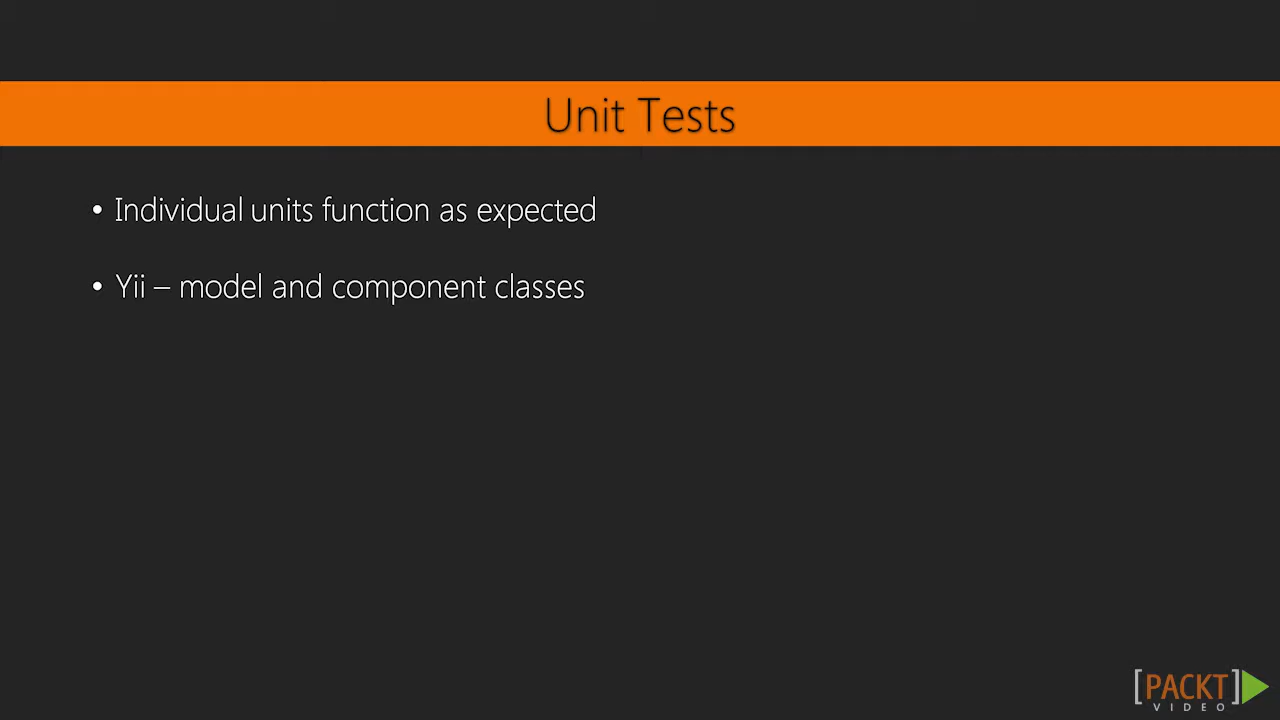 Unit Tests
• Individual units function as expected
• Yii – model and component classes
[PACKT]
VIDEO